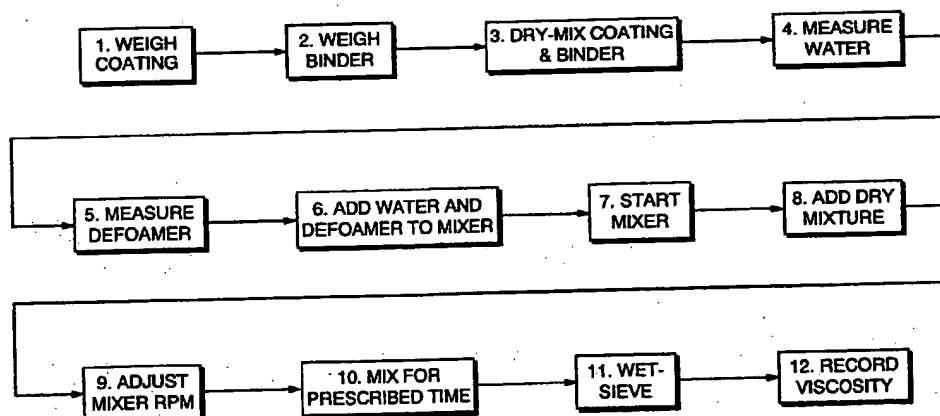 1. WEIGH
COATING
2. WEIGH
BINDER
3. DRY-MIX COATING
& BINDER
4. MEASURE
WATER
5. MEASURE
DEFOAMER
6. ADD WATER AND
DEFOAMER TO MIXER
7. START
MIXER
8. ADD DRY
MIXTURE
9. ADJUST
MIXER RPM
10. MIX FOR
PRESCRIBED TIME
11. WET-
SIEVE
12. RECORD
VISCOSITY